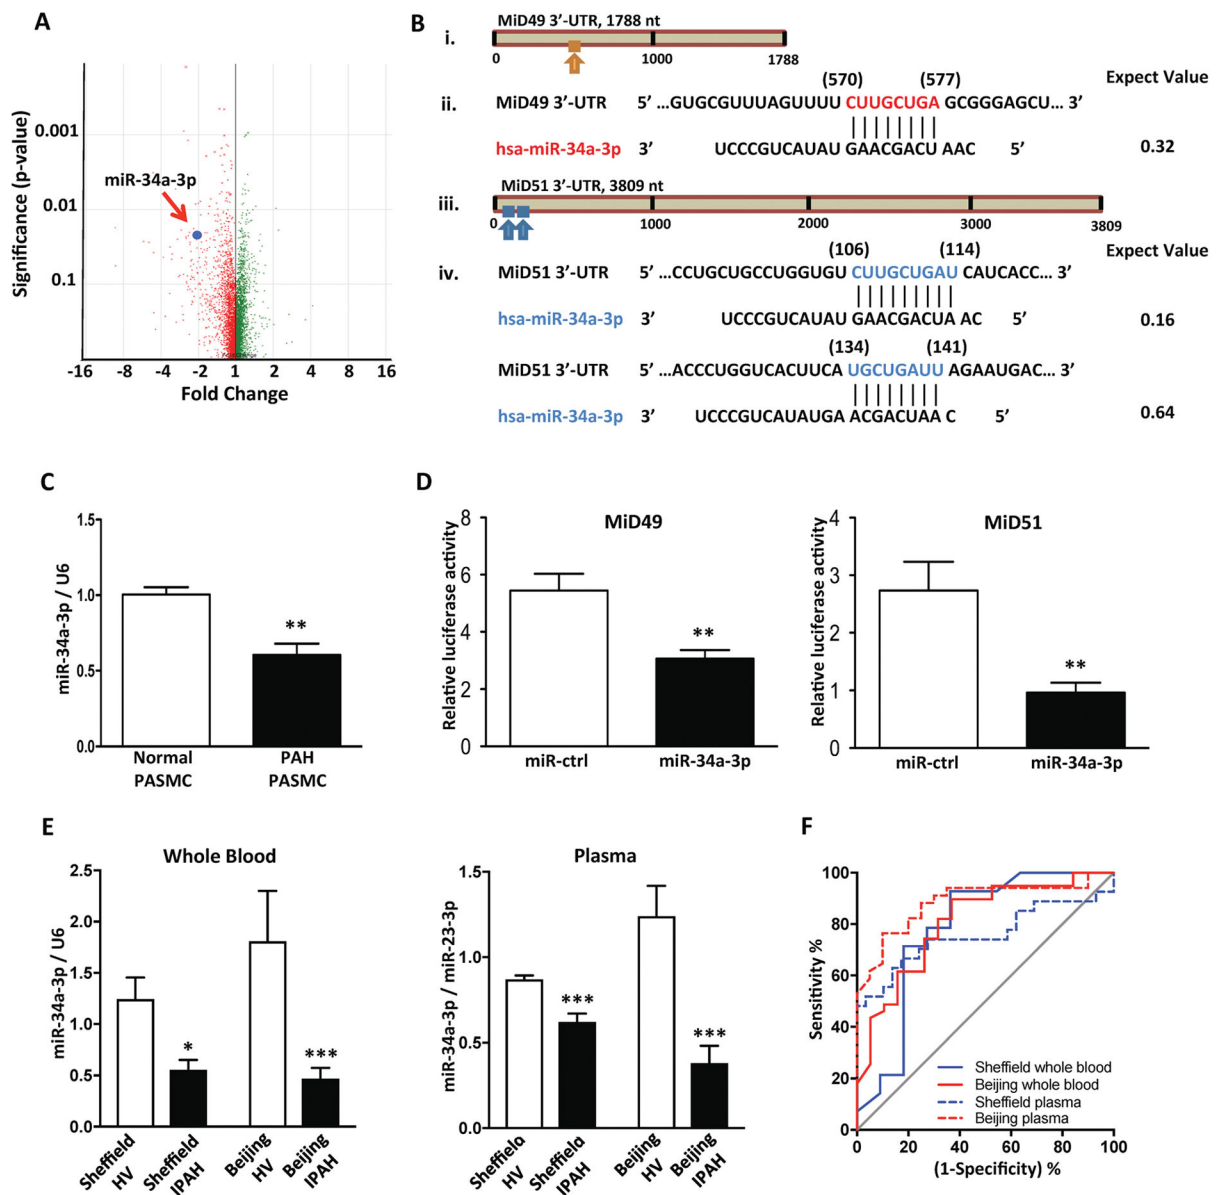 A
Significance (p-value)
0.001
0.01
0.1
miR-34a-3p
-16 -8 -4 -2 1 2 4 8 16
Fold Change
B
i.
MiD49 3’-UTR, 1788 nt
0 1000 1788
(570) (577)
Expect Value
ii.
MiD49 3’-UTR 5’ ...GUGCGUUUAGUUUU CUUGCUGA GCGGGAGCU... 3’
hsa-miR-34a-3p 3’ UCCCGUCAUAU GAACGACU AAC 5’
0.32
iii.
MiD51 3’-UTR, 3809 nt
0 1000 2000 3000 3809
(106) (114)
Expect Value
iv.
MiD51 3’-UTR 5’ ...CCUGCUGCCUGGUGU CUUGCUGAU CAUCACC... 3’
hsa-miR-34a-3p 3’ UCCCGUCAUAU GAACGACUA AC 5’
0.16
(134) (141)
MiD51 3’-UTR 5’ ...ACCCUGGUCACUUCA UGCUGAUU AGAAUGAC... 3’
hsa-miR-34a-3p 3’ UCCCGUCAUAUGA ACGACUAA C 5’
0.64
C
miR-34a-3p / U6
1.5
1.0
0.5
0.0
**
Normal PASMC
PAH PASMC
D
MiD49
Relative luciferase activity
8
6
4
2
0
**
miR-ctrl miR-34a-3p
MiD51
Relative luciferase activity
4
3
2
1
0
**
miR-ctrl miR-34a-3p
E
Whole Blood
miR-34a-3p / U6
2.5
2.0
1.5
1.0
0.5
0.0
*
***
Sheffield HV
Sheffield IPAH
Beijing HV
Beijing IPAH
Plasma
miR-34a-3p / miR-23-3p
1.5
1.0
0.5
0.0
***
***
Sheffield HV
Sheffield IPAH
Beijing HV
Beijing IPAH
F
Sensitivity %
100
80
60
40
20
0
Sheffield whole blood
Beijing whole blood
Sheffield plasma
Beijing plasma
0 20 40 60 80 100
(1-Specificity) %